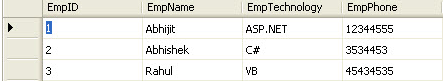 EmpID EmpName EmpTechnology EmpPhone
1 Abhijit ASP.NET 12344555
2 Abhishek C# 3534453
3 Rahul VB 45434535